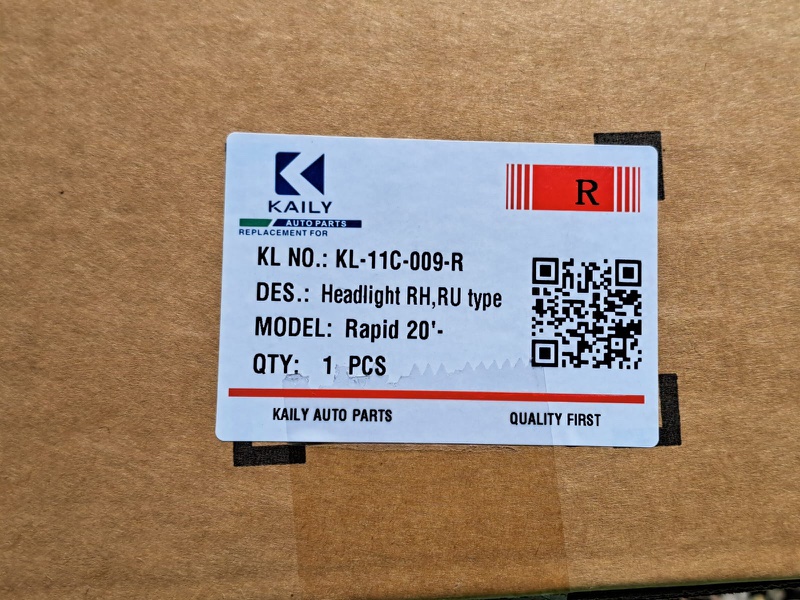 KAILY
AUTO PARTS
REPLACEMENT FOR
R
KL NO.: KL-11C-009-R
DES.: Headlight RH,RU type
MODEL: Rapid 20'-
QTY: 1 PCS
KAILY AUTO PARTS
QUALITY FIRST